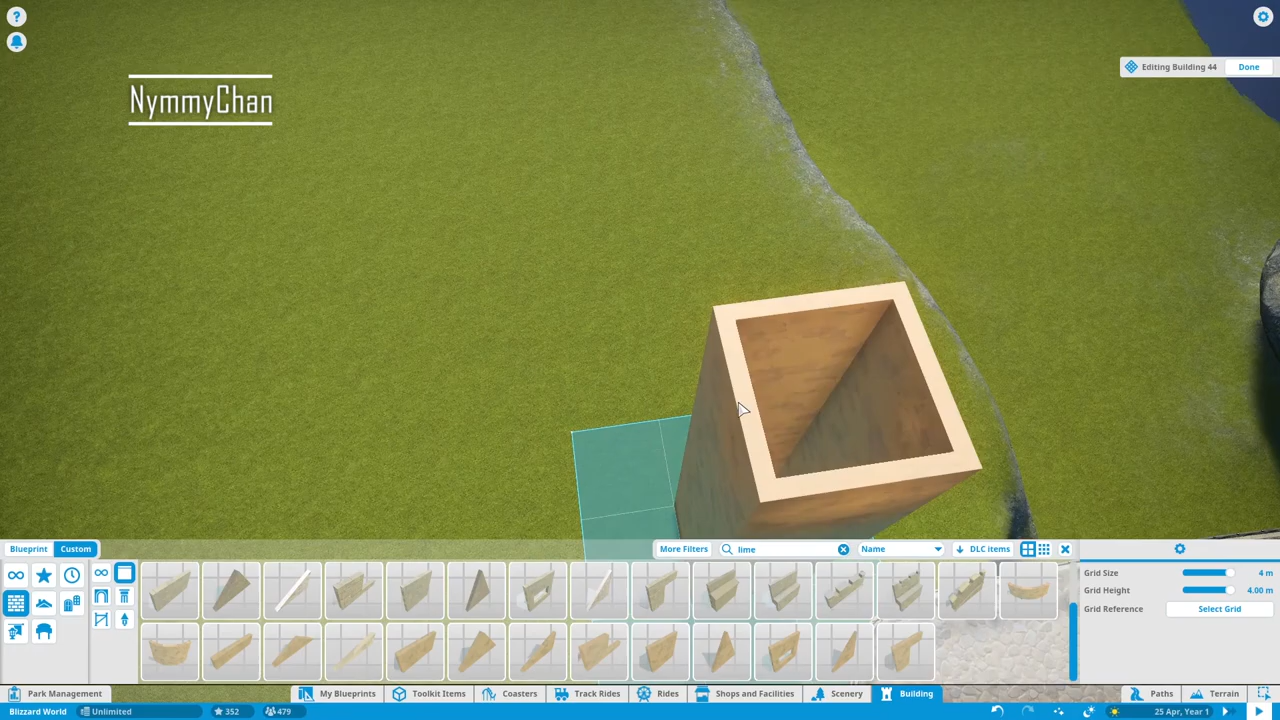 ?
Editing Building 44 Done
NymmyChan
Blueprint Custom More Filters lime Name DLC items
Grid Size 4 m
Grid Height 4.00 m
Grid Reference Select Grid
Park Management My Blueprints Toolkit Items Coasters Track Rides Rides Shops and Facilities Scenery Building Paths Terrain
Blizzard World Unlimited 352 479 25 Apr, Year 1